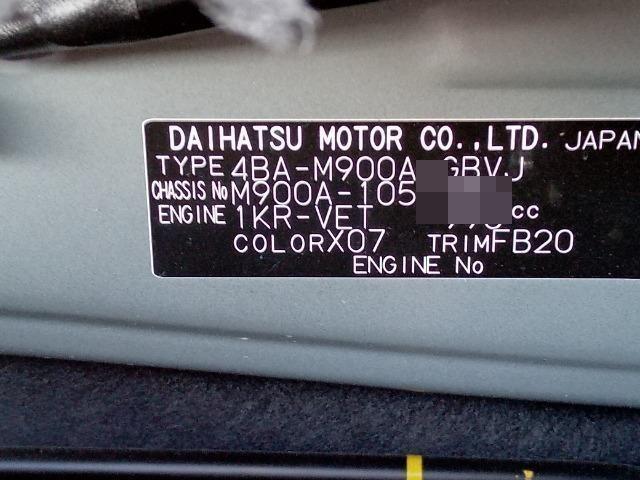 DAIHATSU MOTOR CO.,LTD. JAPAN
TYPE 4BA-M900A-GBVJ
CHASSIS No M900A-105
ENGINE 1KR-VET cc
COLOR X07 TRIM FB20
ENGINE No